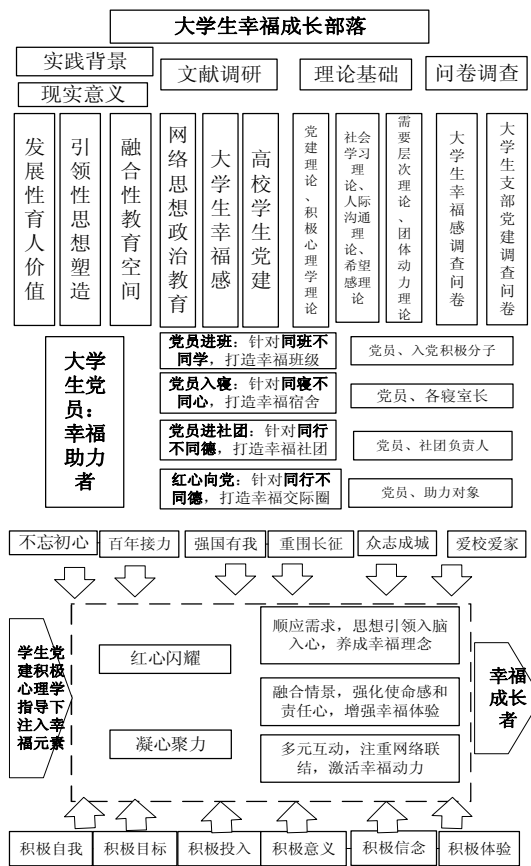 大学生幸福成长部落
实践背景
现实意义
文献调研
理论基础
问卷调查
发展性育人价值
引领性思想塑造
融合性教育空间
网络思想政治教育
大学生幸福感
高校学生党建
党建理论、积极心理学理论
社会
学习理
论、人际
沟通理
论、希望
感理论
需要层次理论、团体动力理论
大学生幸福感调查问卷
大学生支部党建调查问卷
大学
生党
员：
幸福
助力
者
党员进班：针对同班不
同学，打造幸福班级
党员、入党积极分子
党员入寝：针对同寝不
同心，打造幸福宿舍
党员、各寝室长
党员进社团：针对同行
不同德，打造幸福社团
党员、社团负责人
红心向党：针对同行不
同德，打造幸福交际圈
党员、助力对象
不忘初心
百年接力
强国有我
重围长征
众志成城
爱校爱家
学生党
建积极
心理学
指导下
注入幸
福元素
红心闪耀
凝心聚力
顺应需求，思想引领入脑
入心，养成幸福理念
融合情景，强化使命感和
责任心，增强幸福体验
多元互动，注重网络联
结，激活幸福动力
幸福
成长
者
积极自我
积极目标
积极投入
积极意义
积极信念
积极体验